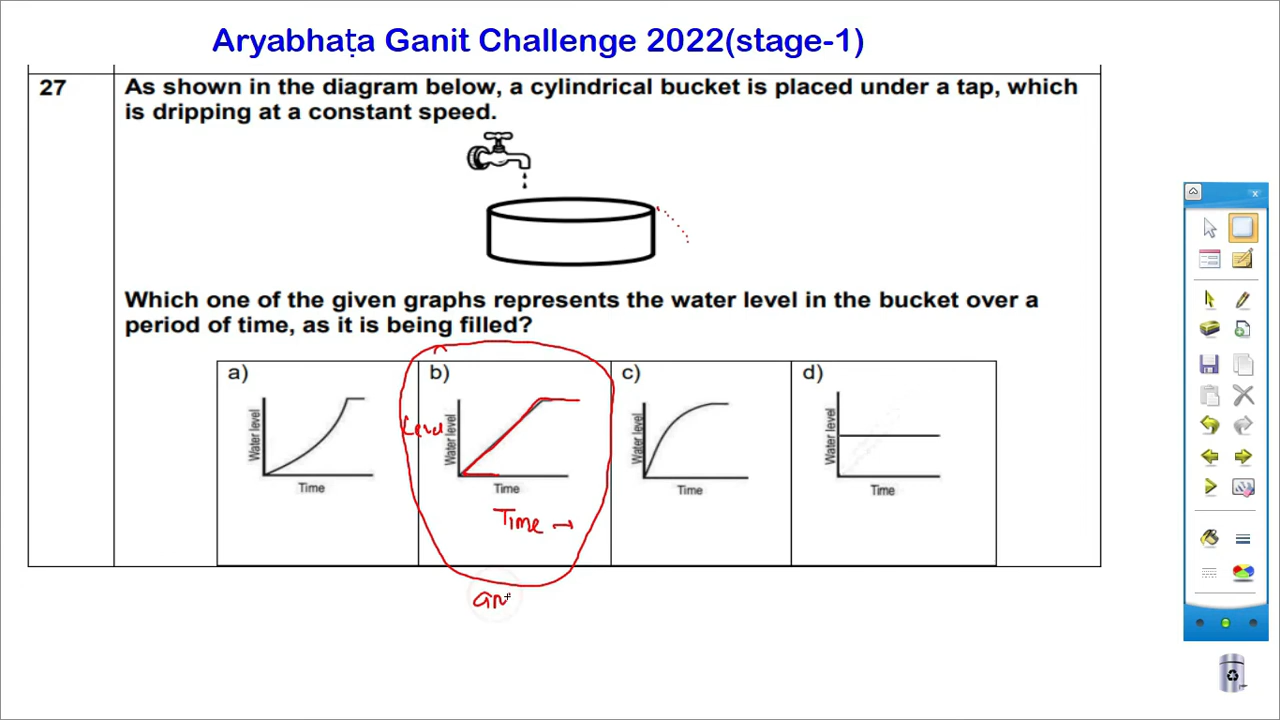 Aryabhaṭa Ganit Challenge 2022(stage-1)
27
As shown in the diagram below, a cylindrical bucket is placed under a tap, which
is dripping at a constant speed.
Which one of the given graphs represents the water level in the bucket over a
period of time, as it is being filled?
a)
Water level
Time
b)
Level
Water level
Time
Time
c)
Water level
Time
d)
Water level
Time